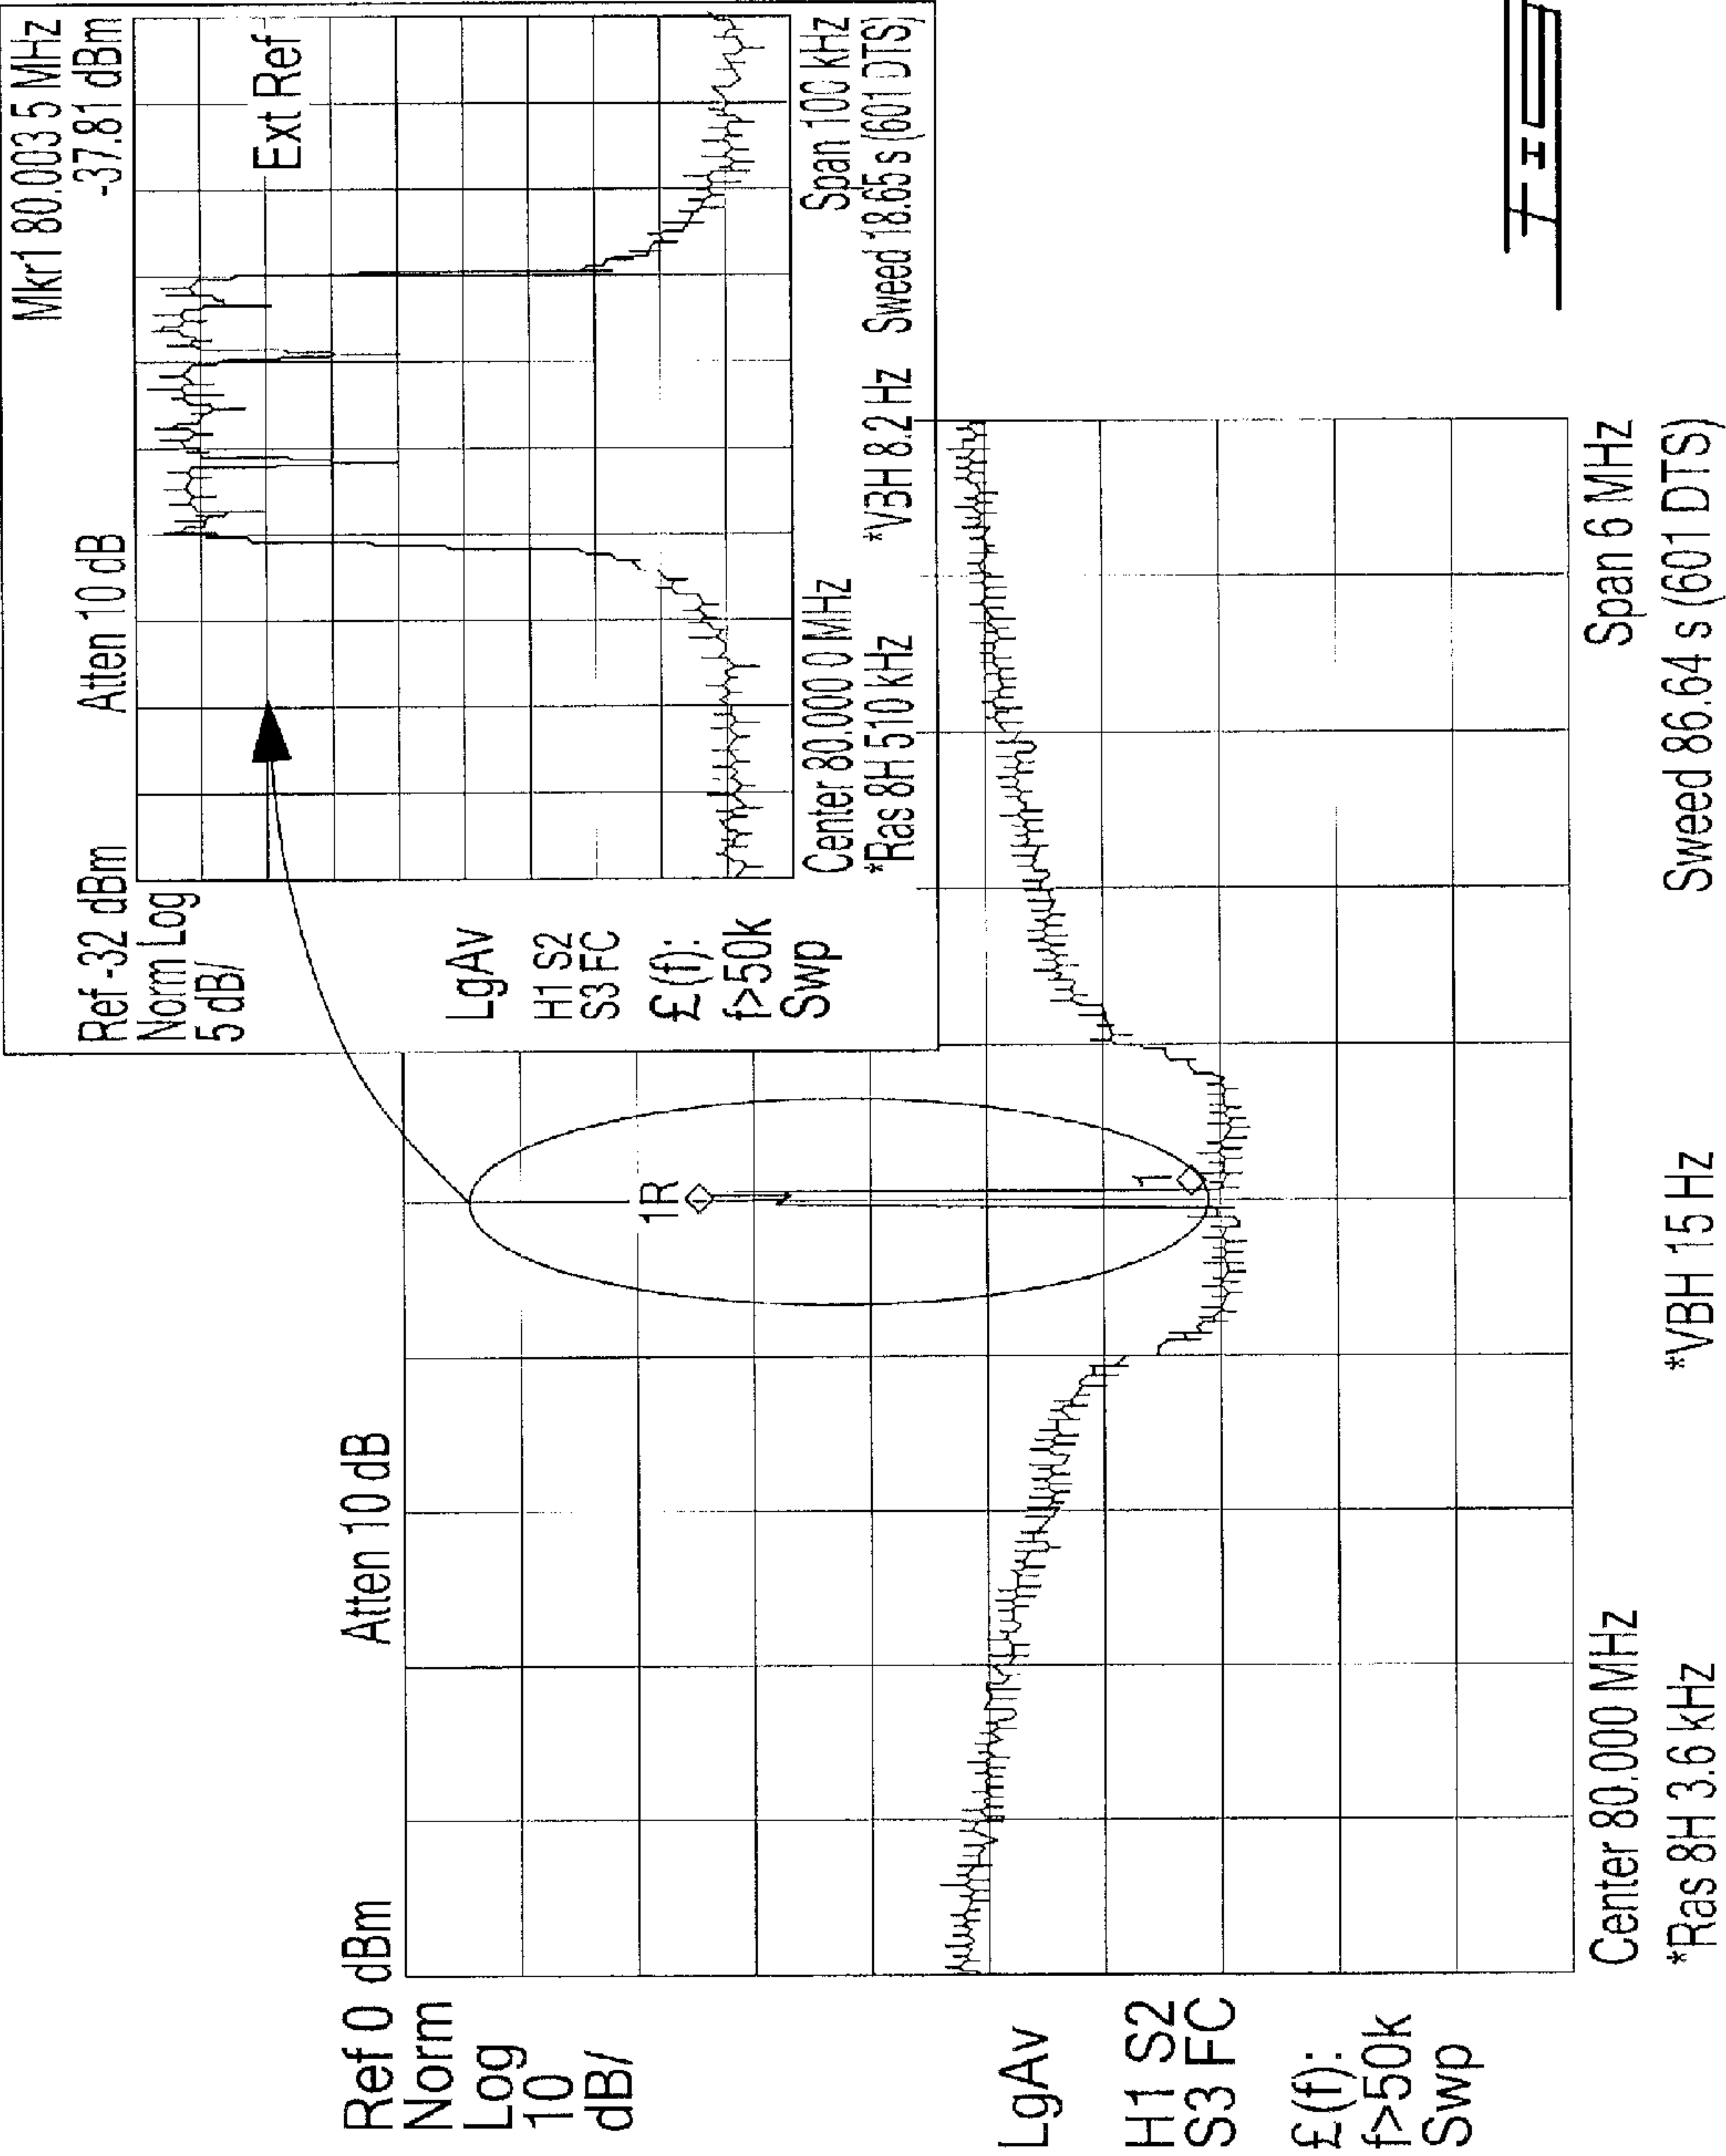 Mkr1 80.003 5 MHz
Ref -32 dBm Atten 10 dB -37.81 dBm
Norm Log
5 dB/
Ext Ref
LgAv
H1 S2
S3 FC
£(f):
f>50k
Swp
Center 80.000 0 MHz Span 100 kHz
*Ras 8H 510 kHz *VBH 8.2 Hz Sweed 18.65 s (601 DTS)
Ref 0 dBm Atten 10 dB
Norm
Log
10
dB/
1R
1
LgAv
H1 S2
S3 FC
£(f):
f>50k
Swp
Center 80.000 MHz Span 6 MHz
*Ras 8H 3.6 kHz *VBH 15 Hz Sweed 86.64 s (601 DTS)